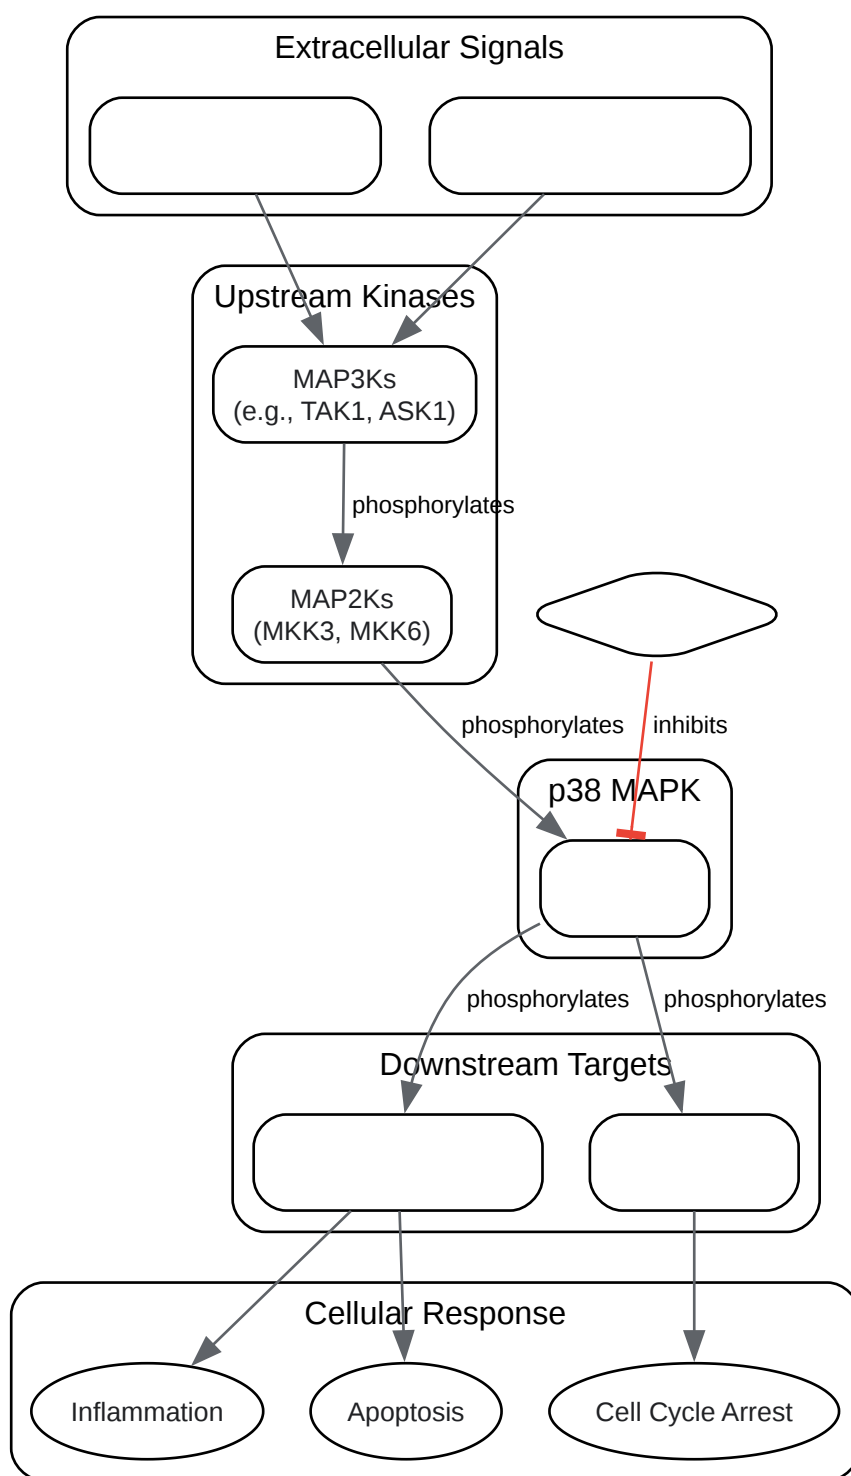 Extracellular Signals
Upstream Kinases
MAP3Ks
(e.g., TAK1, ASK1)
phosphorylates
MAP2Ks
(MKK3, MKK6)
phosphorylates
inhibits
p38 MAPK
phosphorylates
phosphorylates
Downstream Targets
Cellular Response
Inflammation
Apoptosis
Cell Cycle Arrest